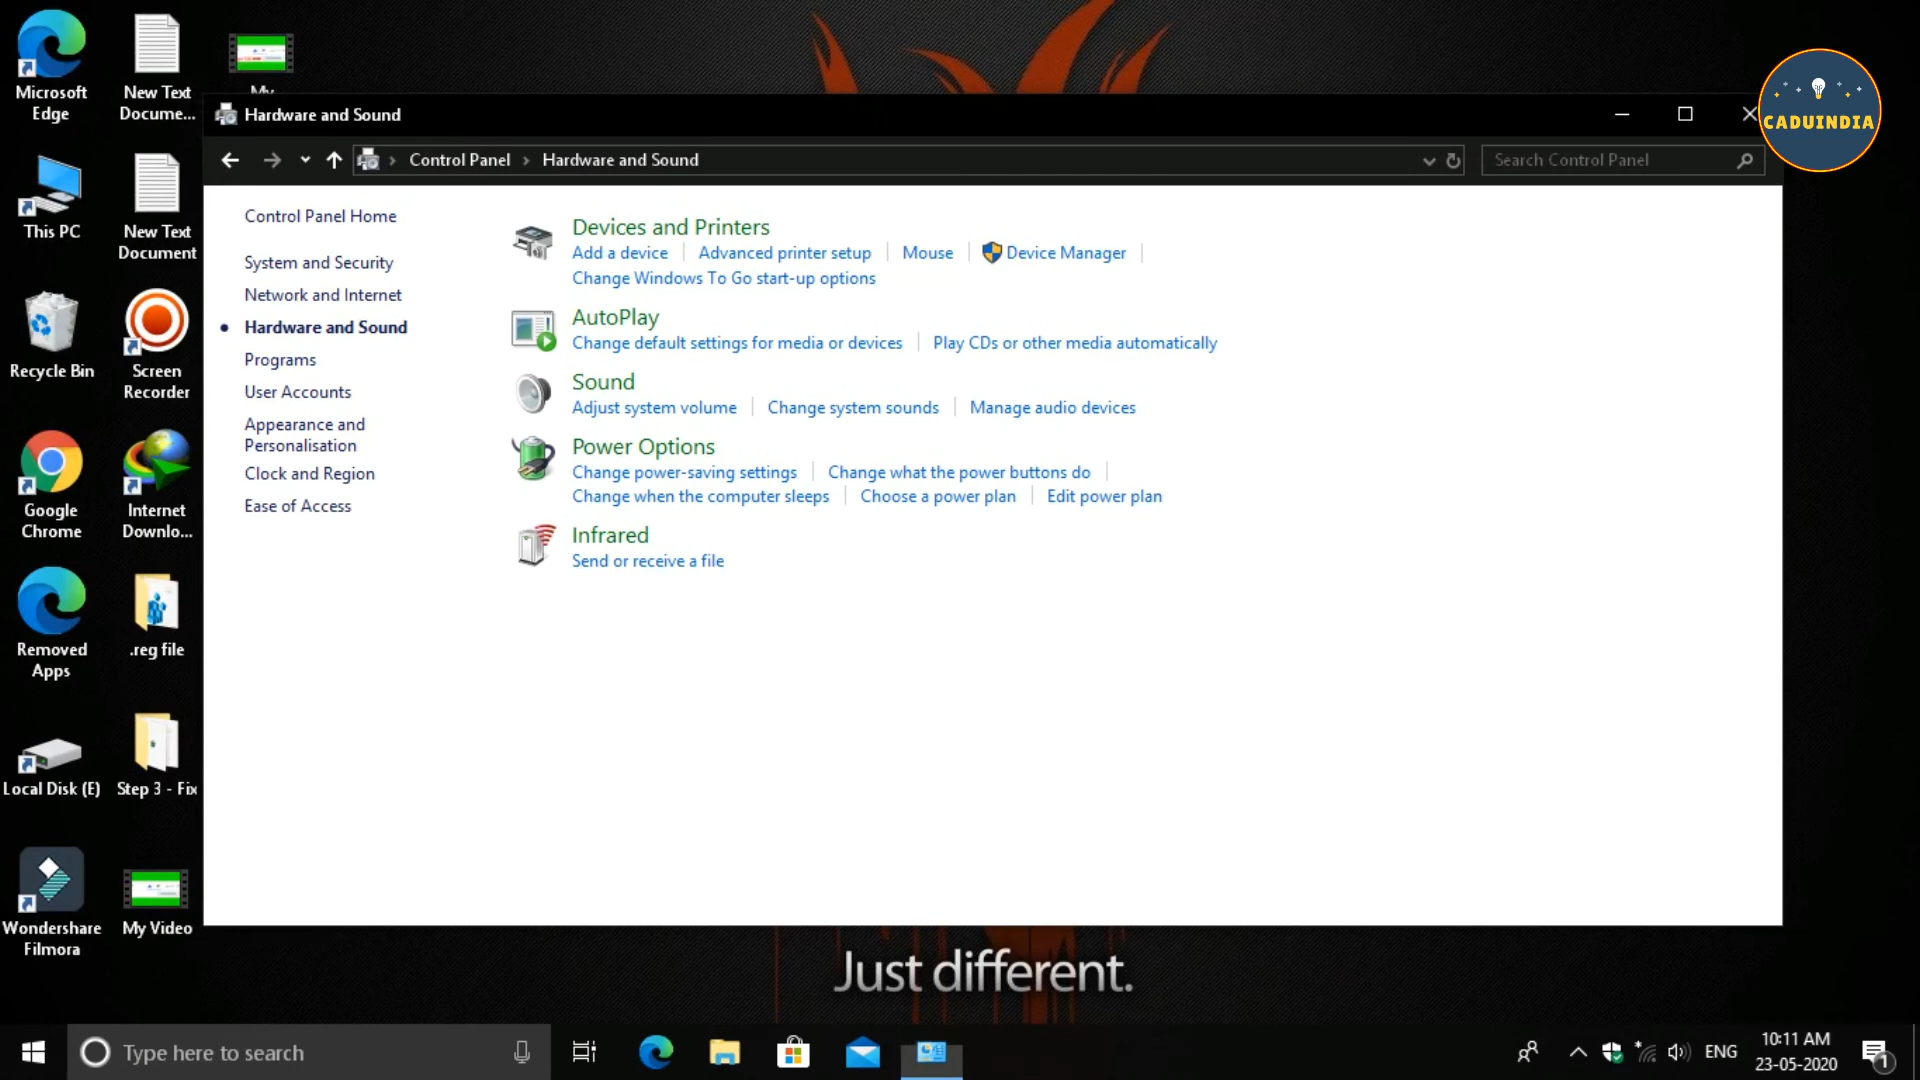 Microsoft
Edge
New Text
Docume...
My
This PC
New Text
Document
Recycle Bin
Screen
Recorder
Google
Chrome
Internet
Downlo...
Removed
Apps
.reg file
Local Disk (E)
Step 3 - Fix
Wondershare
Filmora
My Video
CADUINDIA
Hardware and Sound
Control Panel > Hardware and Sound
Search Control Panel
Control Panel Home
System and Security
Network and Internet
Hardware and Sound
Programs
User Accounts
Appearance and
Personalisation
Clock and Region
Ease of Access
Devices and Printers
Add a device Advanced printer setup Mouse Device Manager
Change Windows To Go start-up options
AutoPlay
Change default settings for media or devices Play CDs or other media automatically
Sound
Adjust system volume Change system sounds Manage audio devices
Power Options
Change power-saving settings Change what the power buttons do
Change when the computer sleeps Choose a power plan Edit power plan
Infrared
Send or receive a file
Just different.
Type here to search
ENG
10:11 AM
23-05-2020
1